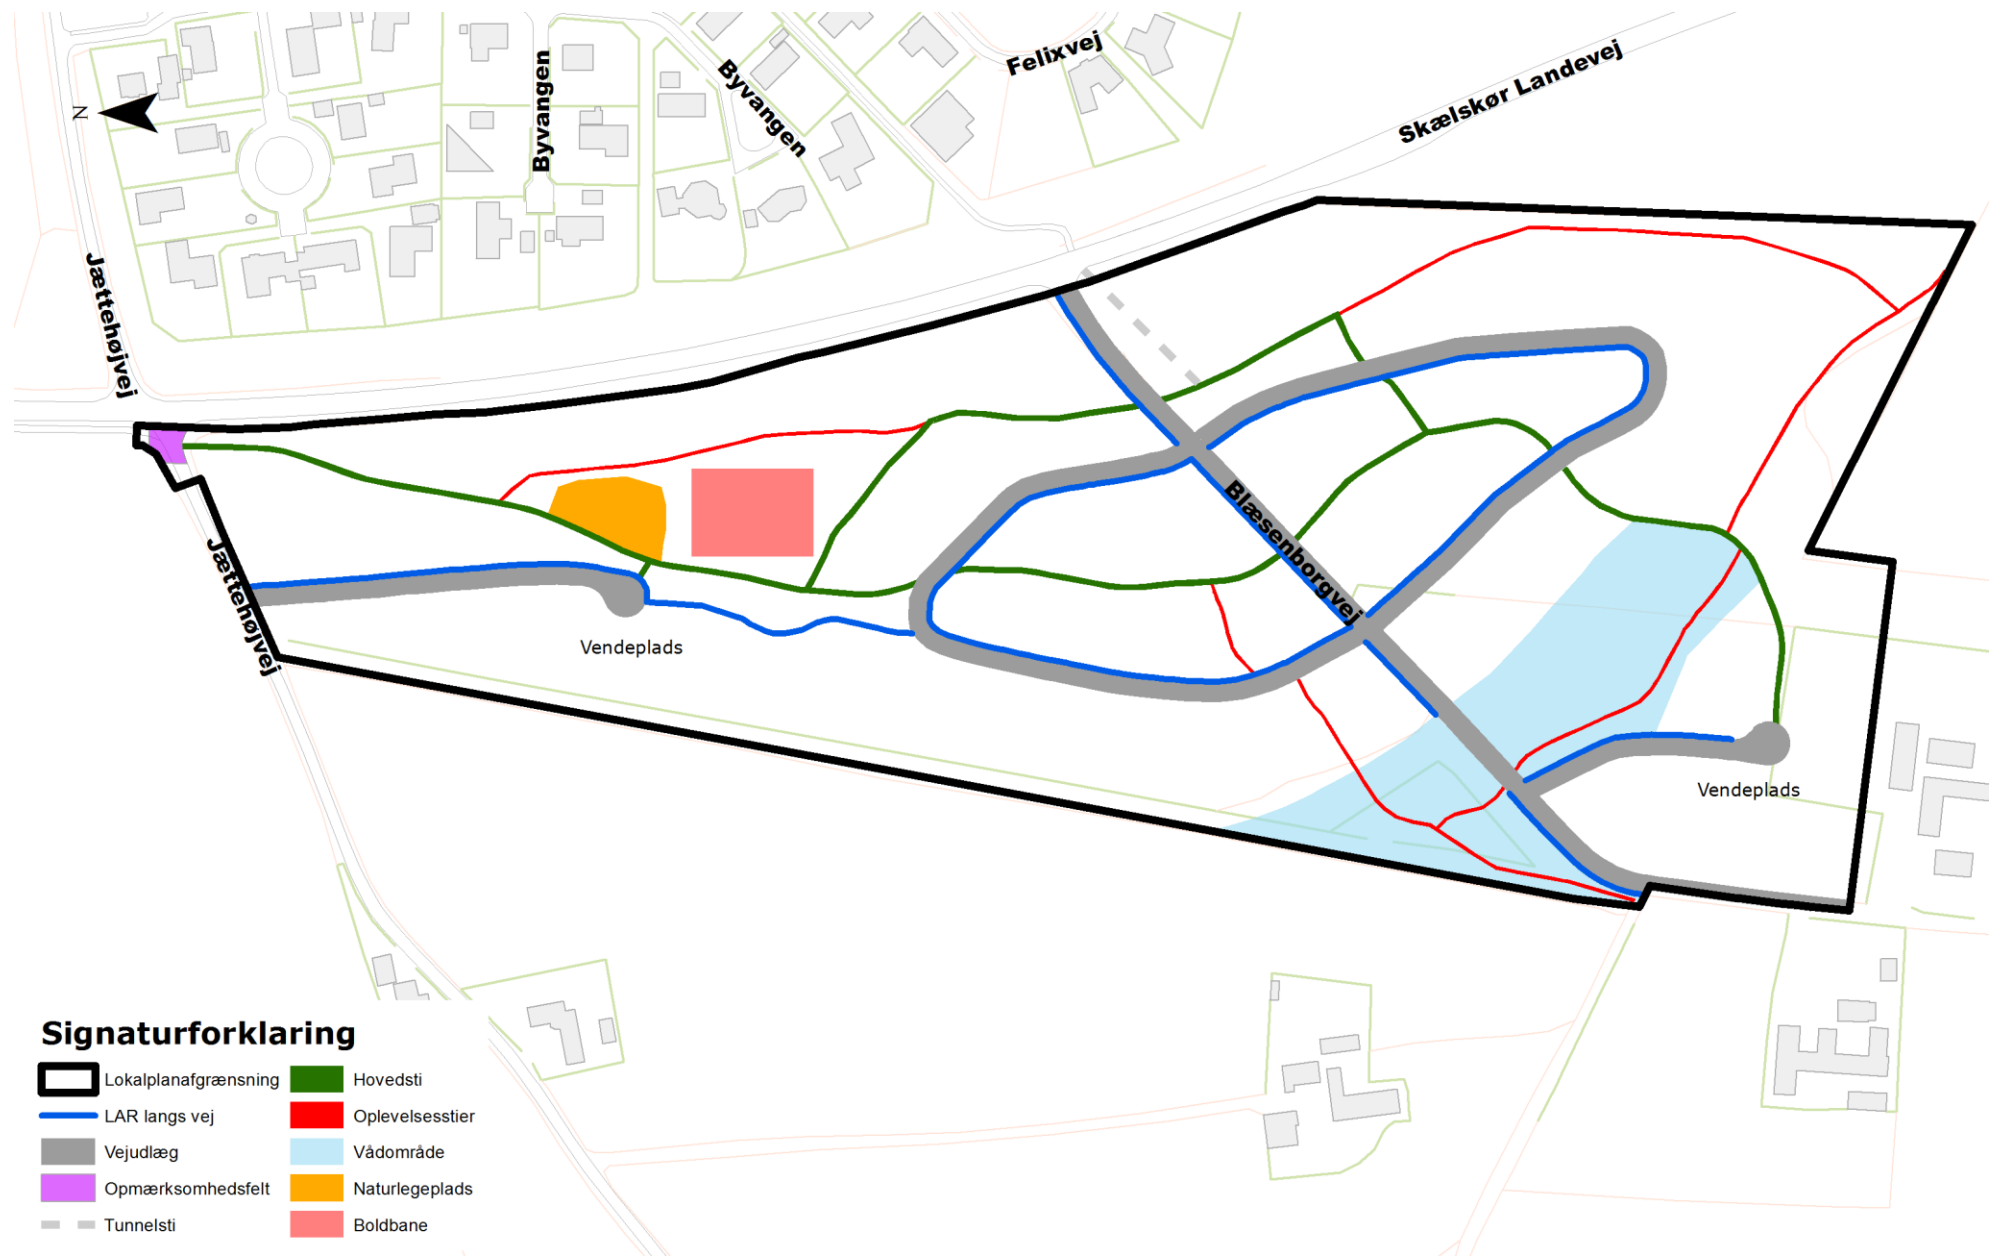 Felixvej
Skælskør Landevej
Byvangen
Byvangen
N
Jættehøjvej
Blæsenborgvej
Jættehøjvej
Vendeplads
Vendeplads
Signaturforklaring
Lokalplanafgrænsning
LAR langs vej
Vejudlæg
Opmærksomhedsfelt
Tunnelsti
Hovedsti
Oplevelsesstier
Vådområde
Naturlegeplads
Boldbane